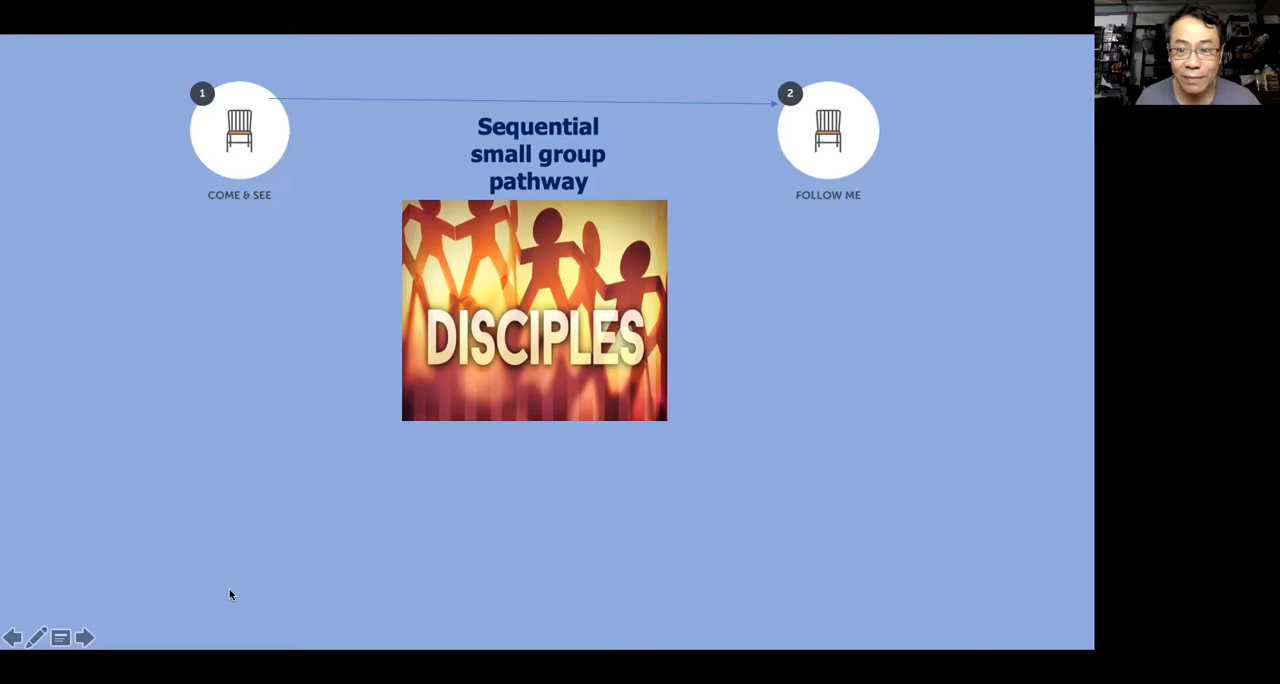 1
2
Sequential
small group
pathway
COME & SEE
FOLLOW ME
DISCIPLES